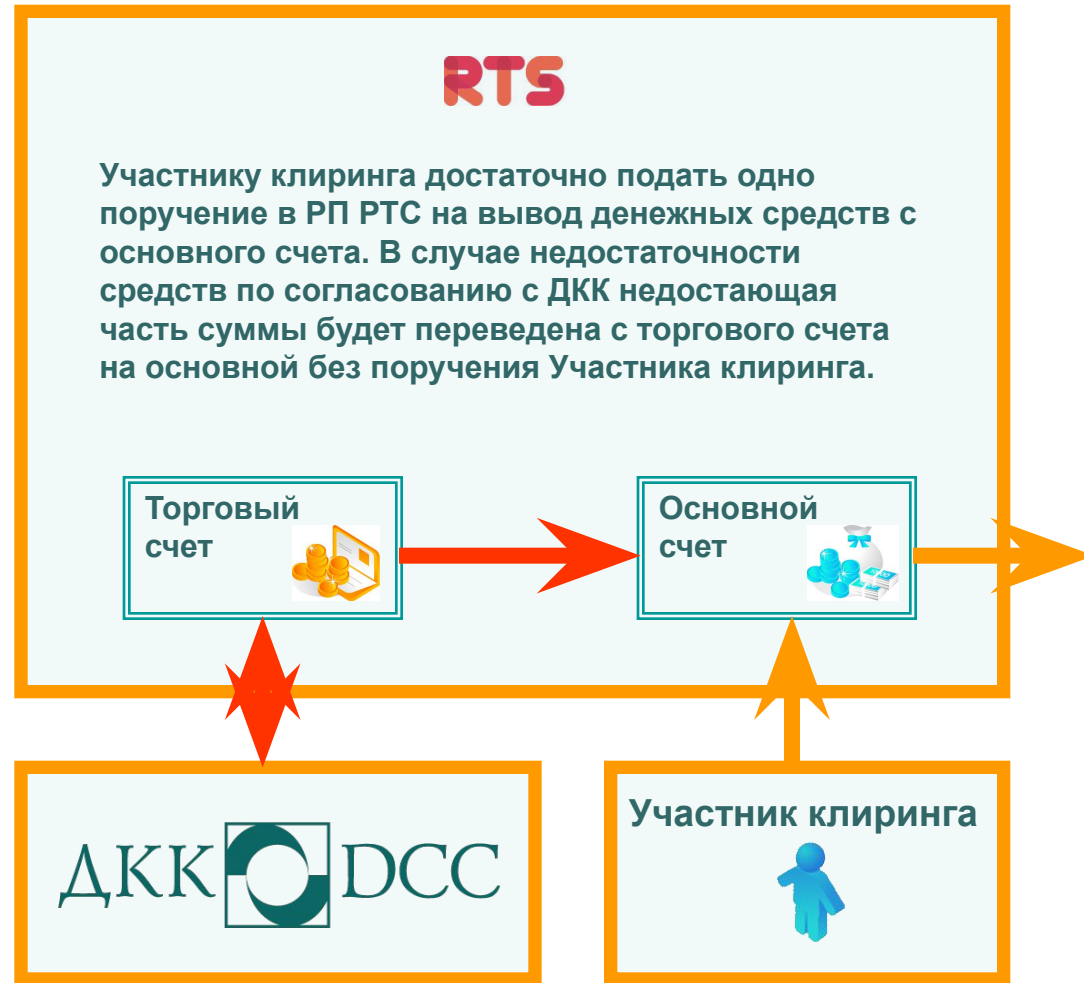 RTS
Участнику клиринга достаточно подать одно
поручение в РП РТС на вывод денежных средств с
основного счета. В случае недостаточности
средств по согласованию с ДКК недостающая
часть суммы будет переведена с торгового счета
на основной без поручения Участника клиринга.
Торговый
счет
Основной
счет
ДКК DCC
Участник клиринга